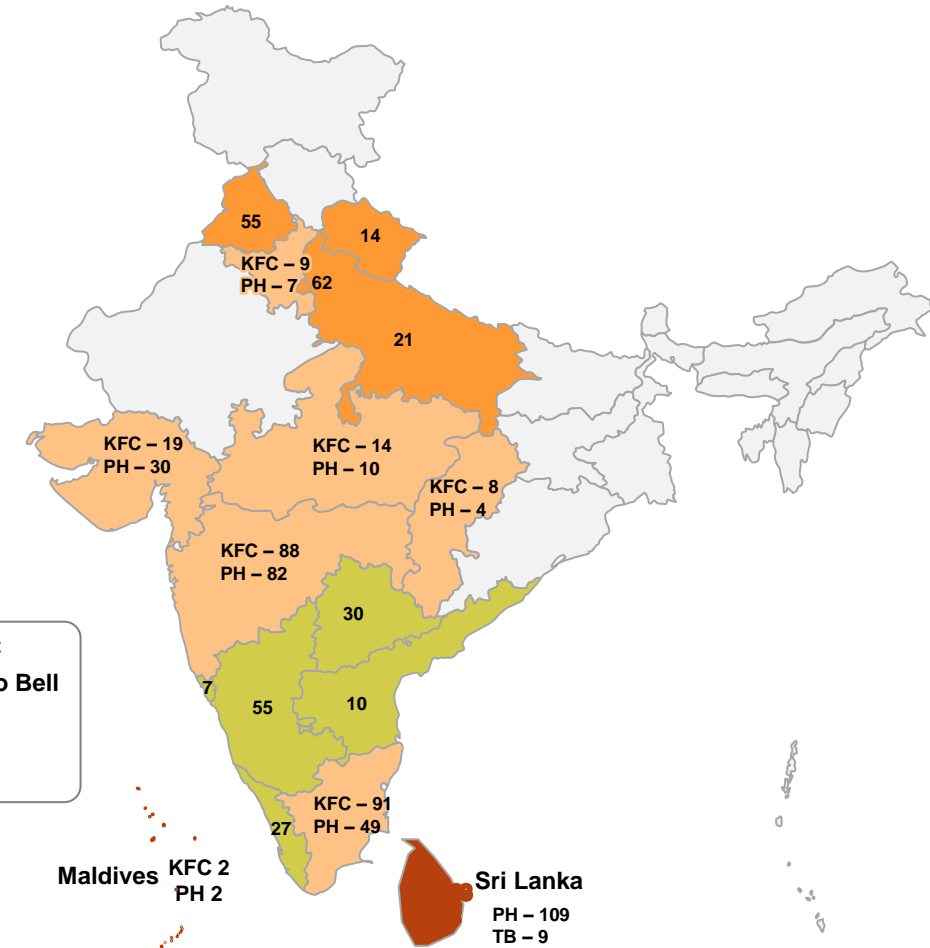 55
14
KFC – 9
PH – 7
62
21
KFC – 19
PH – 30
KFC – 14
PH – 10
KFC – 8
PH – 4
KFC – 88
PH – 82
30
Bell
7
55
10
KFC – 91
PH – 49
27
Maldives
KFC 2
PH 2
Sri Lanka
PH – 109
TB – 9